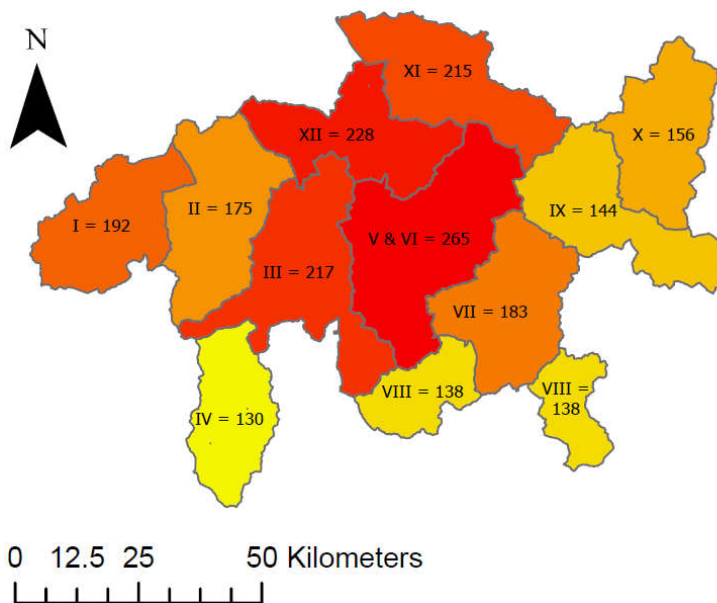 N
XI = 215
X = 156
XII = 228
I = 192
II = 175
IX = 144
V & VI = 265
III = 217
VII = 183
VIII = 138
VIII =
138
IV = 130
0 12.5 25 50 Kilometers